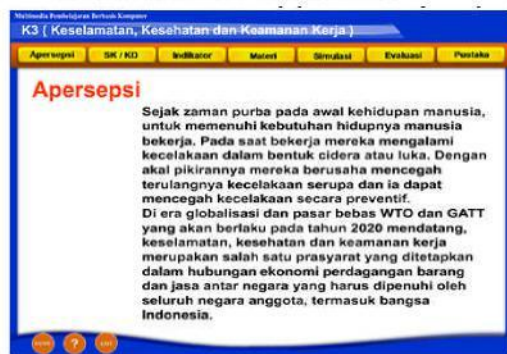 Multimedia Pembelajaran Berbasis Komputer
K3 ( Keselamatan, Kesehatan dan Keamanan Kerja )
Apersepsi SK / KD Indikator Materi Simulasi Evaluasi Pustaka
Apersepsi
Sejak zaman purba pada awal kehidupan manusia,
untuk memenuhi kebutuhan hidupnya manusia
bekerja. Pada saat bekerja mereka mengalami
kecelakaan dalam bentuk cidera atau luka. Dengan
akal pikirannya mereka berusaha mencegah
terulangnya kecelakaan serupa dan ia dapat
mencegah kecelakaan secara preventif.
Di era globalisasi dan pasar bebas WTO dan GATT
yang akan berlaku pada tahun 2020 mendatang,
keselamatan, kesehatan dan keamanan kerja
merupakan salah satu prasyarat yang ditetapkan
dalam hubungan ekonomi perdagangan barang
dan jasa antar negara yang harus dipenuhi oleh
seluruh negara anggota, termasuk bangsa
Indonesia.
?